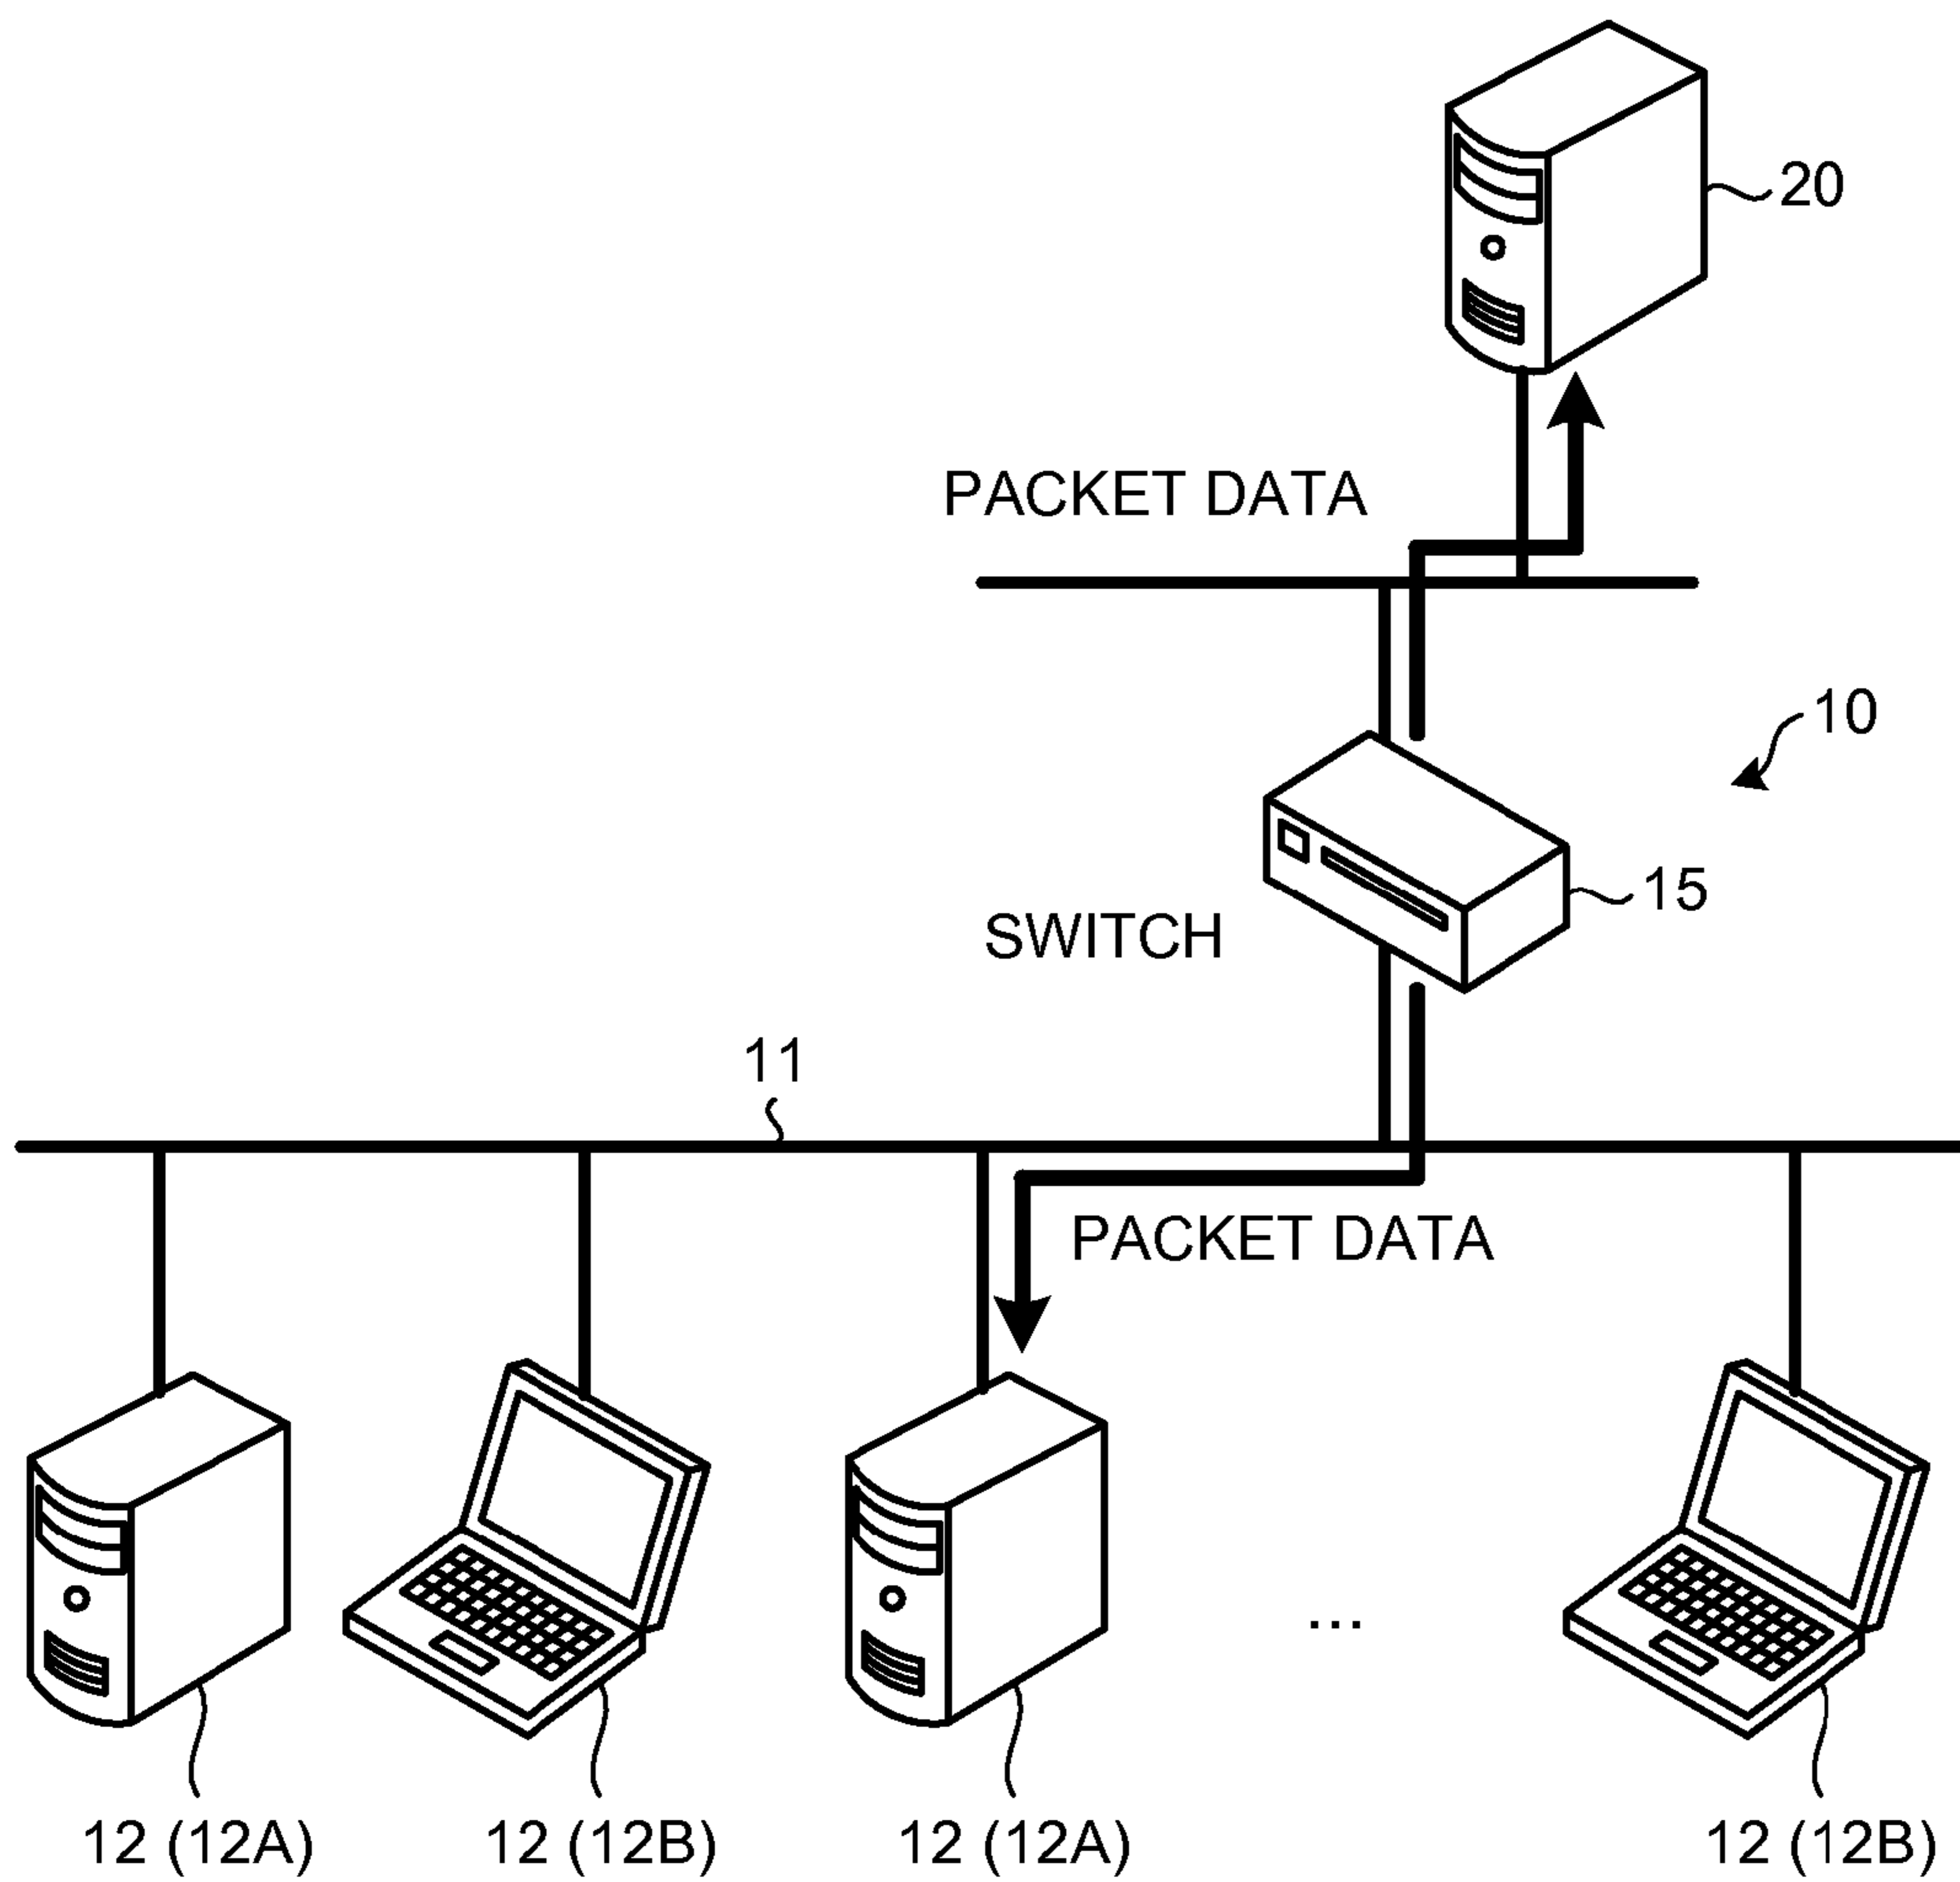 20
PACKET DATA
10
15
SWITCH
11
PACKET DATA
...
12 (12A)
12 (12B)
12 (12A)
12 (12B)